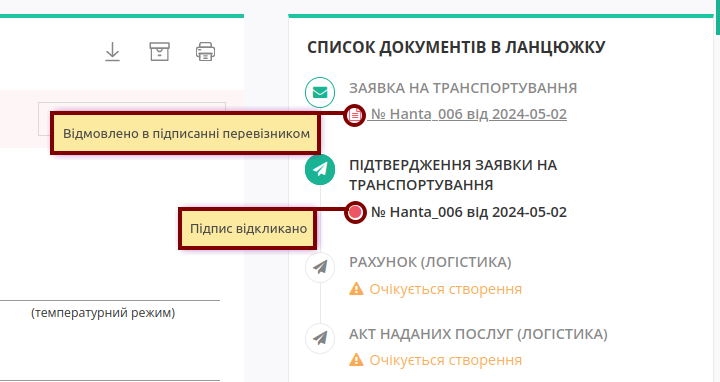 СПИСОК ДОКУМЕНТІВ В ЛАНЦЮЖКУ
ЗАЯВКА НА ТРАНСПОРТУВАННЯ
№ Hanta_006 від 2024-05-02
Відмовлено в підписанні перевізником
ПІДТВЕРДЖЕННЯ ЗАЯВКИ НА
ТРАНСПОРТУВАННЯ
№ Hanta_006 від 2024-05-02
Підпис відкликано
РАХУНОК (ЛОГІСТИКА)
Очікується створення
(температурний режим)
АКТ НАДАНИХ ПОСЛУГ (ЛОГІСТИКА)
Очікується створення